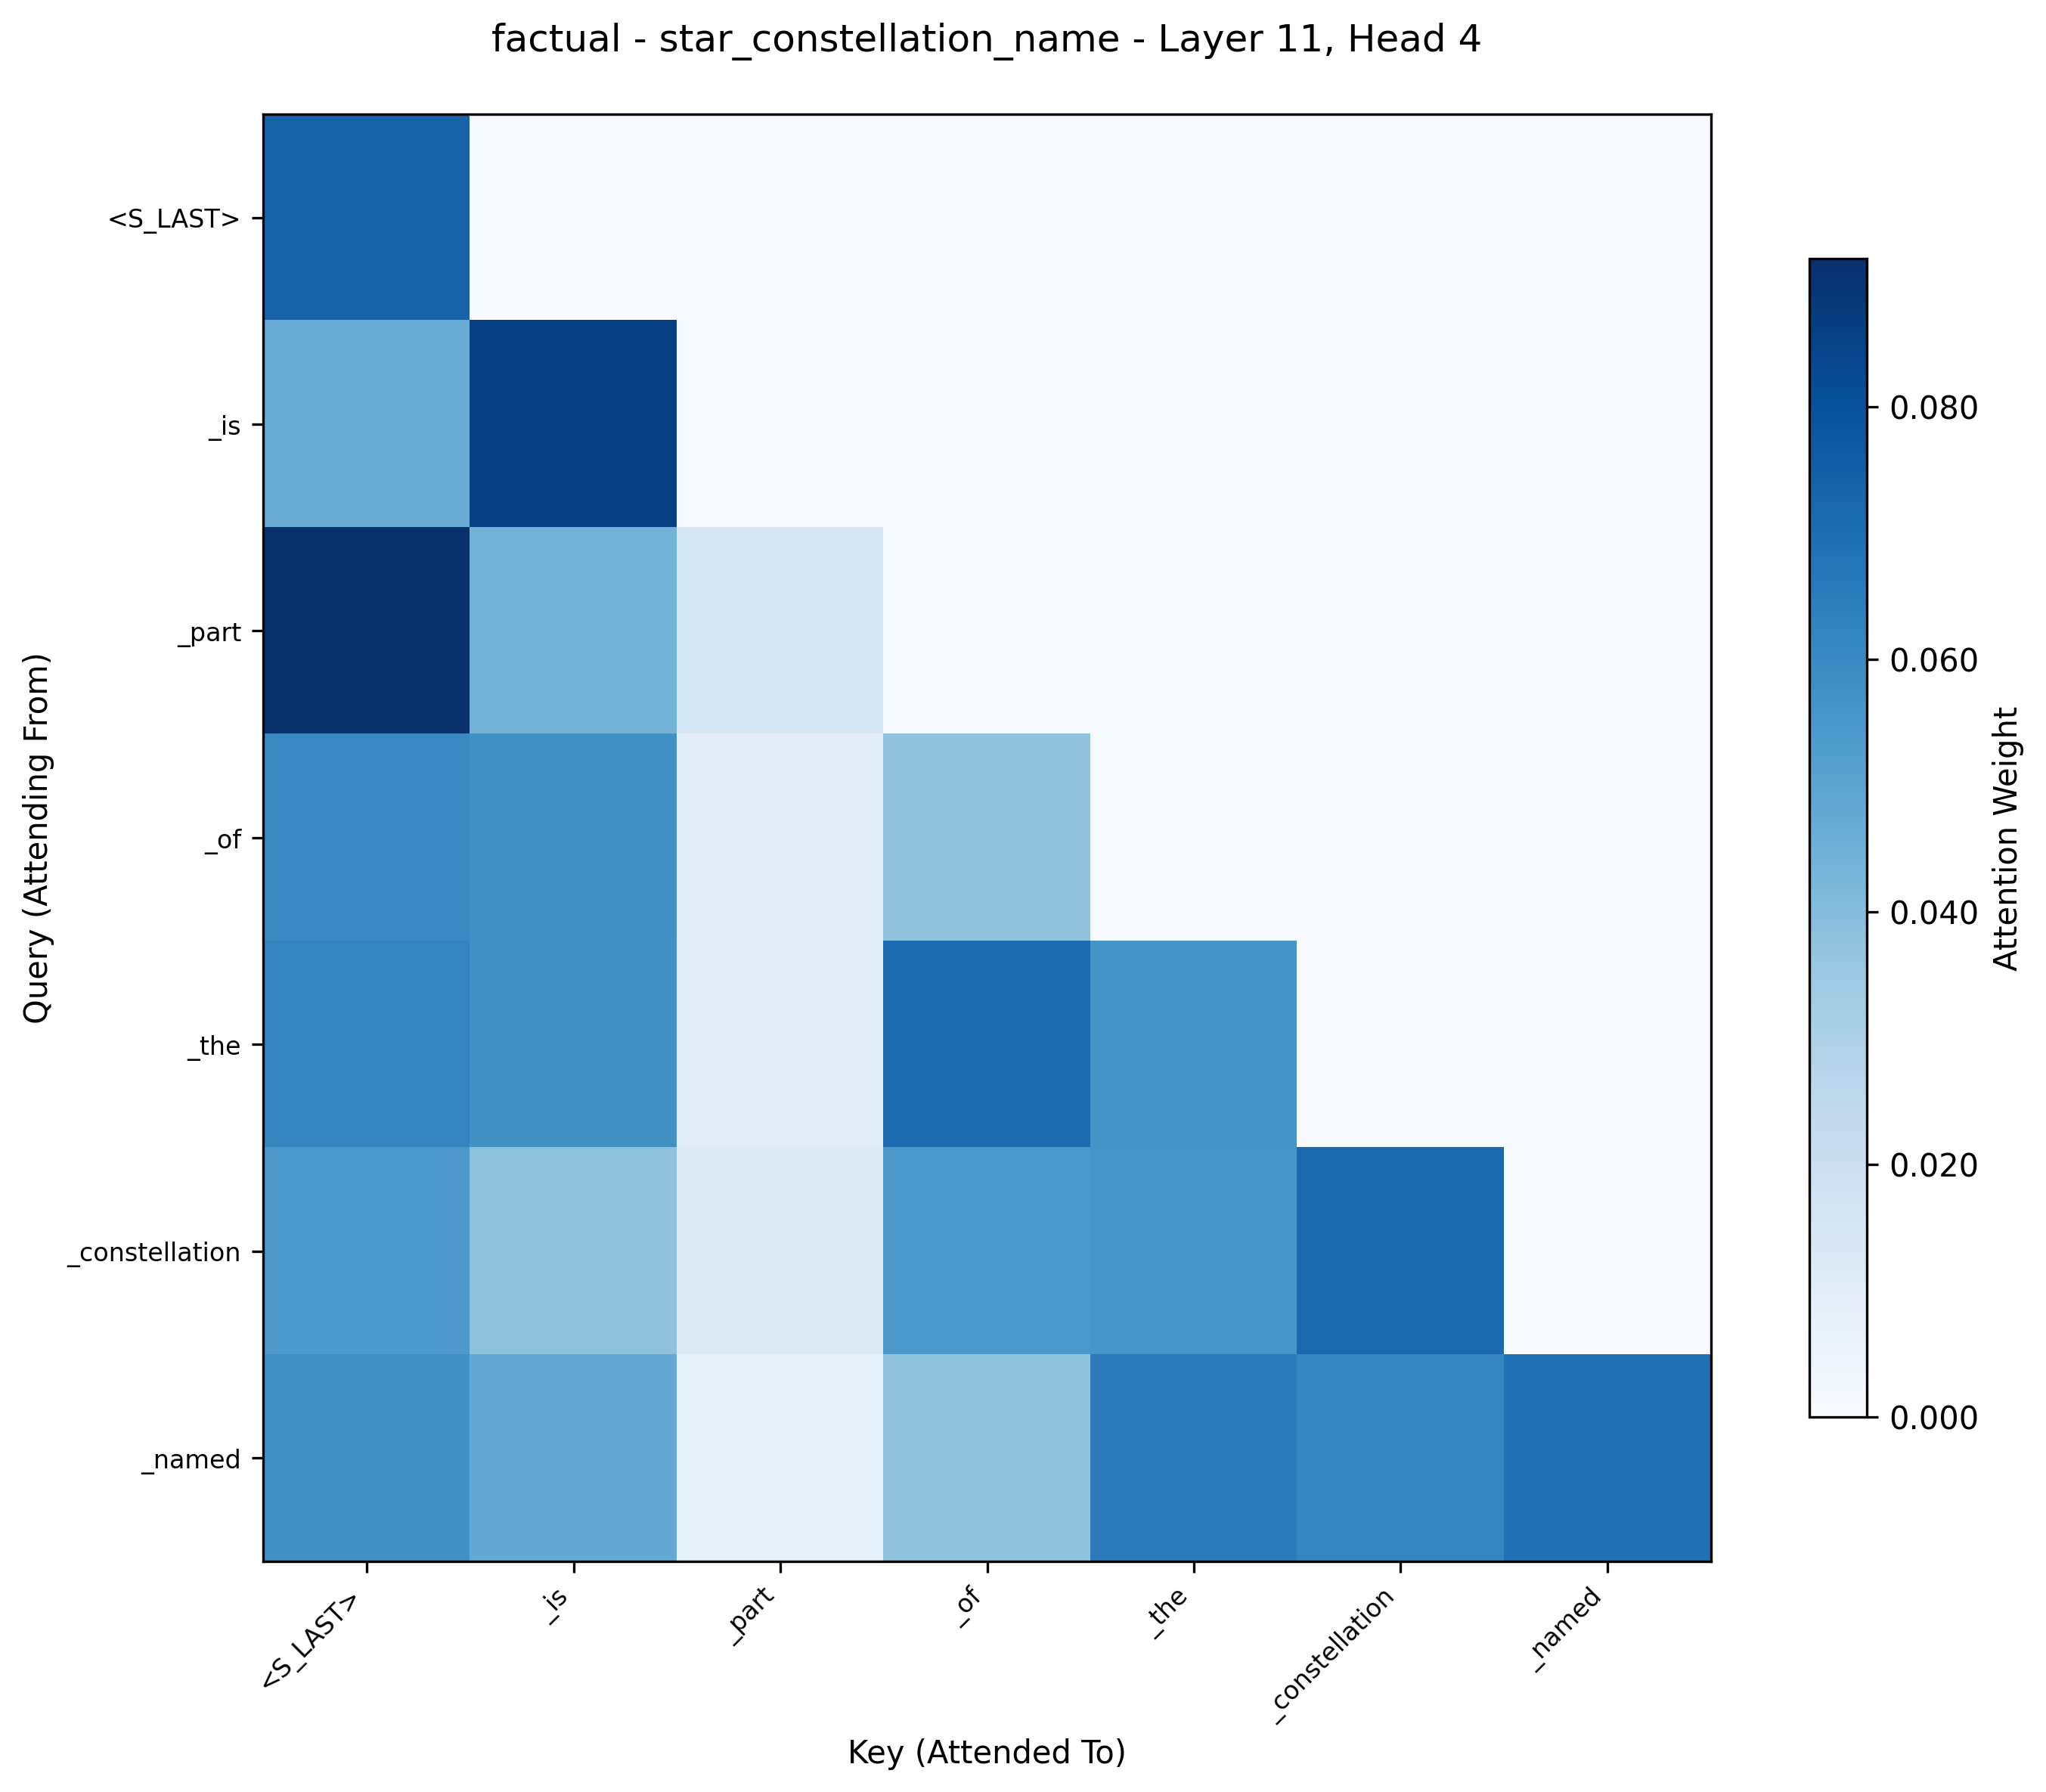 factual - star_constellation_name - Layer 11, Head 4
<S_LAST>
_is
_part
_of
_the
_constellation
_named
Query (Attending From)
<S_LAST>
_is
_part
_of
_the
_constellation
_named
Key (Attended To)
0.080
0.060
0.040
0.020
0.000
Attention Weight